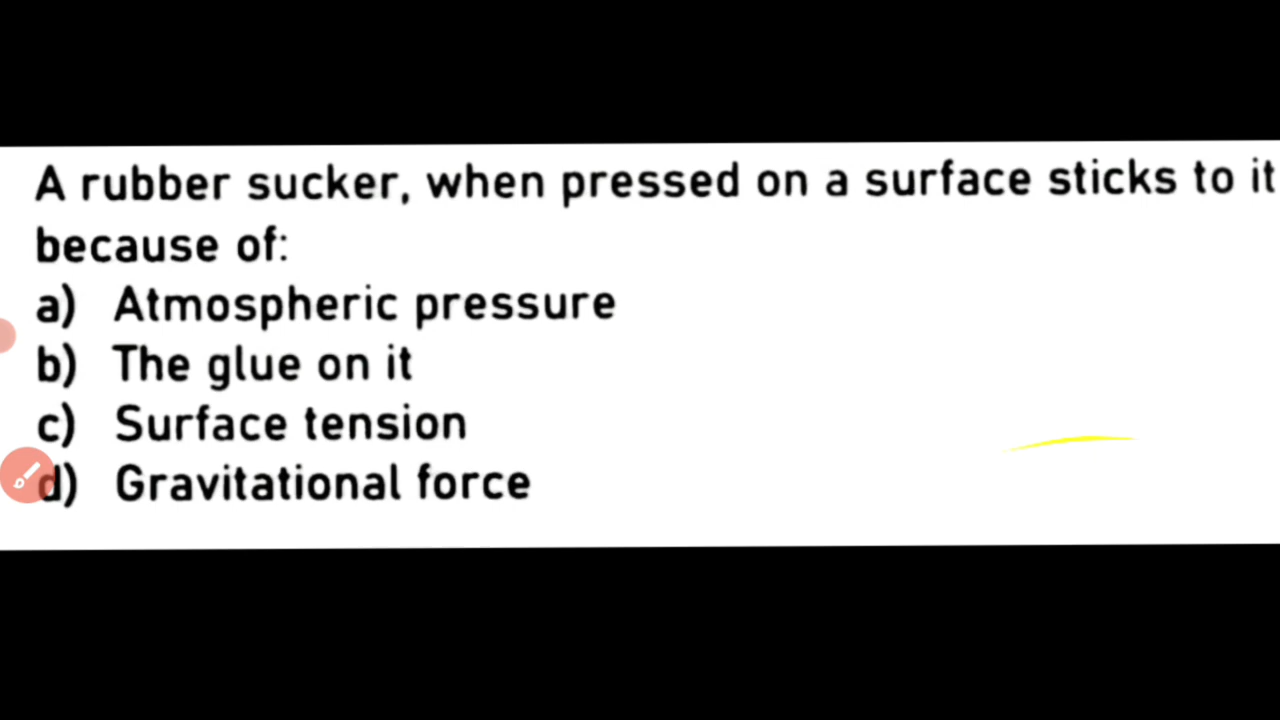 A rubber sucker, when pressed on a surface sticks to it
because of:
a) Atmospheric pressure
b) The glue on it
c) Surface tension
d) Gravitational force